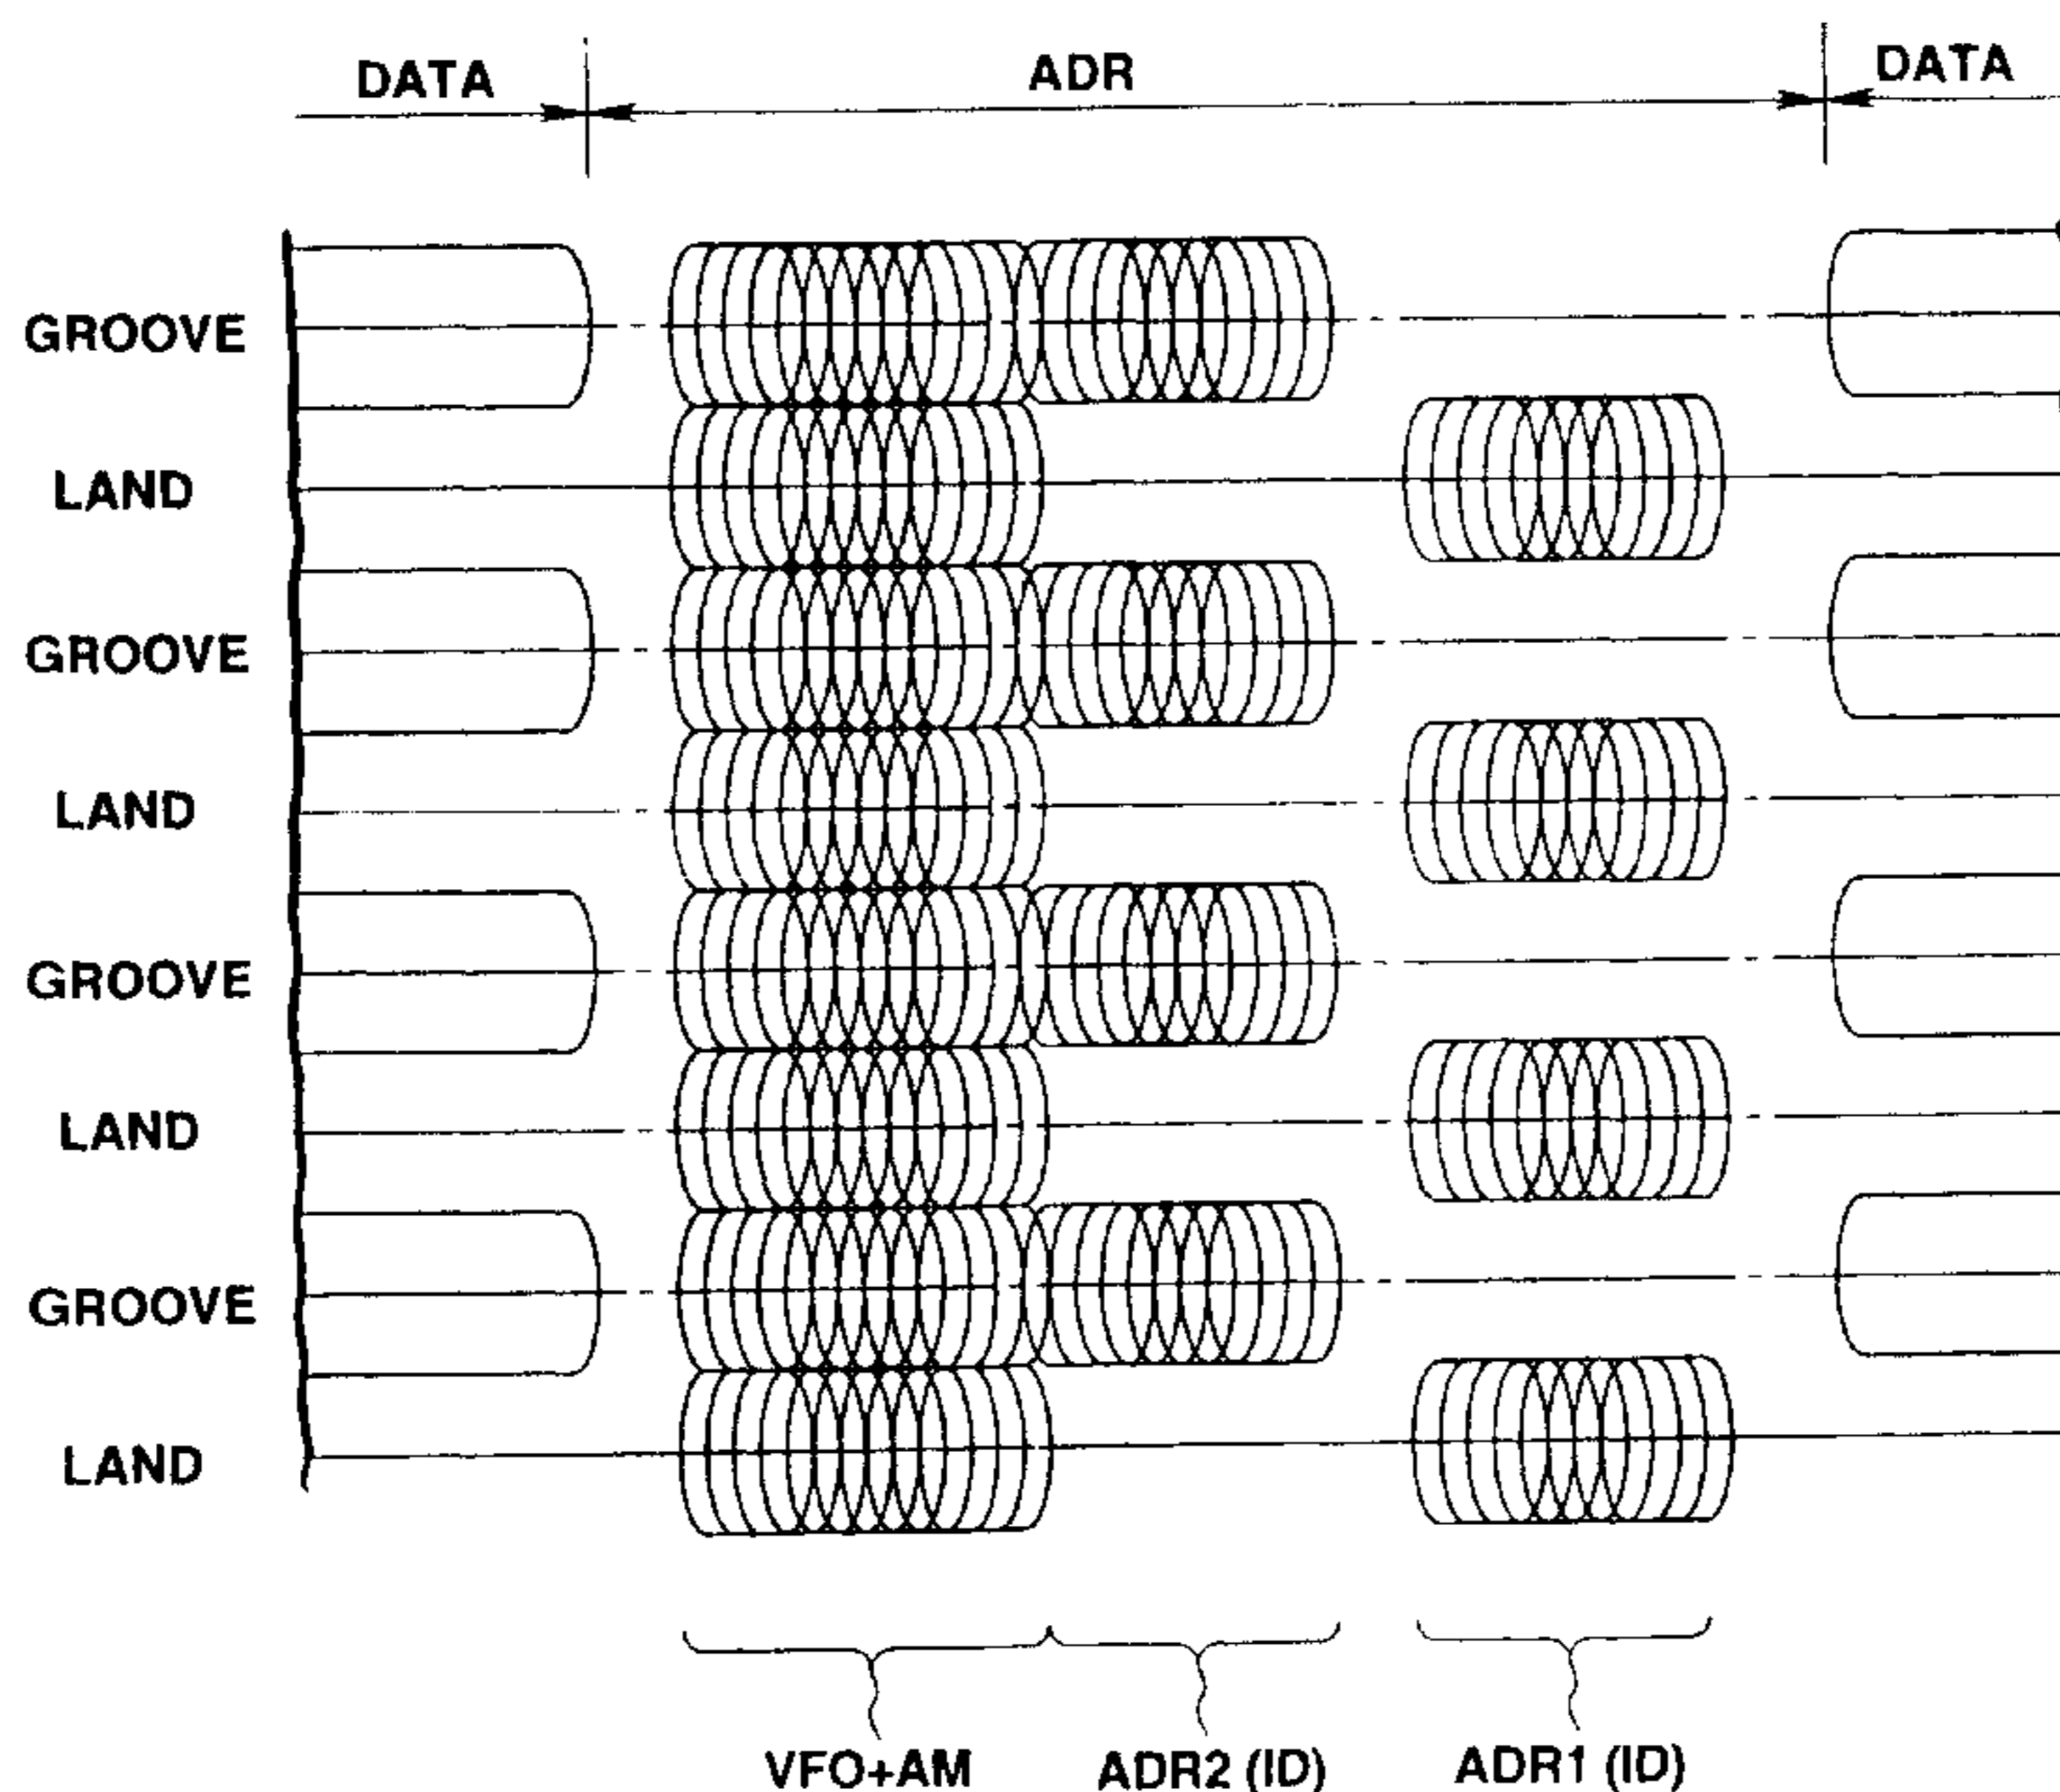 DATA ADR DATA
GROOVE
LAND
GROOVE
LAND
GROOVE
LAND
GROOVE
LAND
VFO+AM ADR2 (ID) ADR1 (ID)